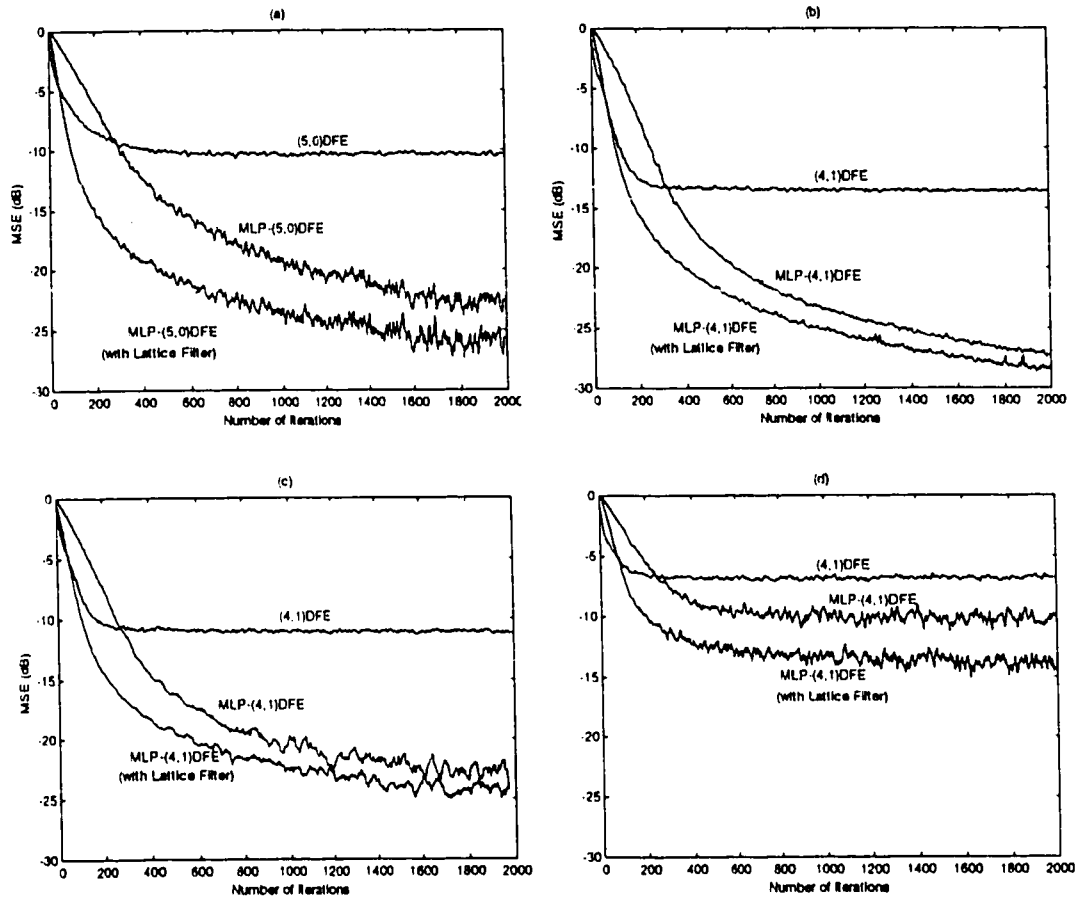 (a)
0
-5
-10
-15
-20
-25
-30
MSE (dB)
(5,0)DFE
MLP-(5,0)DFE
MLP-(5,0)DFE
(with Lattice Filter)
0 200 400 600 800 1000 1200 1400 1600 1800 2000
Number of Iterations
(b)
0
-5
-10
-15
-20
-25
-30
MSE (dB)
(4,1)DFE
MLP-(4,1)DFE
MLP-(4,1)DFE
(with Lattice Filter)
0 200 400 600 800 1000 1200 1400 1600 1800 2000
Number of Iterations
(c)
0
-5
-10
-15
-20
-25
-30
MSE (dB)
(4,1)DFE
MLP-(4,1)DFE
MLP-(4,1)DFE
(with Lattice Filter)
0 200 400 600 800 1000 1200 1400 1600 1800 2000
Number of Iterations
(d)
0
-5
-10
-15
-20
-25
-30
MSE (dB)
(4,1)DFE
MLP-(4,1)DFE
MLP-(4,1)DFE
(with Lattice Filter)
0 200 400 600 800 1000 1200 1400 1600 1800 2000
Number of Iterations